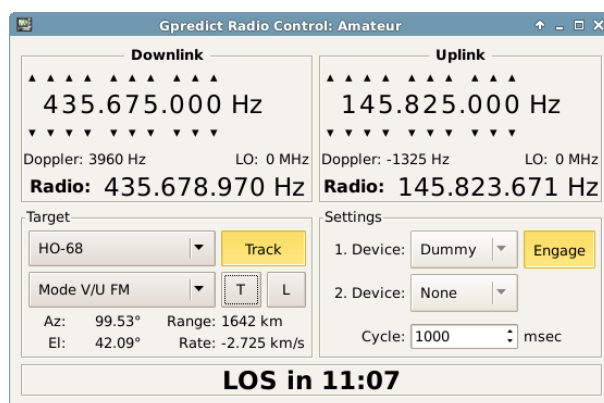 Gpredict Radio Control: Amateur
Downlink
435.675.000 Hz
Doppler: 3960 Hz LO: 0 MHz
Radio: 435.678.970 Hz
Uplink
145.825.000 Hz
Doppler: -1325 Hz LO: 0 MHz
Radio: 145.823.671 Hz
Target
HO-68 Track
Mode V/U FM T L
Az: 99.53° Range: 1642 km
El: 42.09° Rate: -2.725 km/s
Settings
1. Device: Dummy Engage
2. Device: None
Cycle: 1000 msec
LOS in 11:07